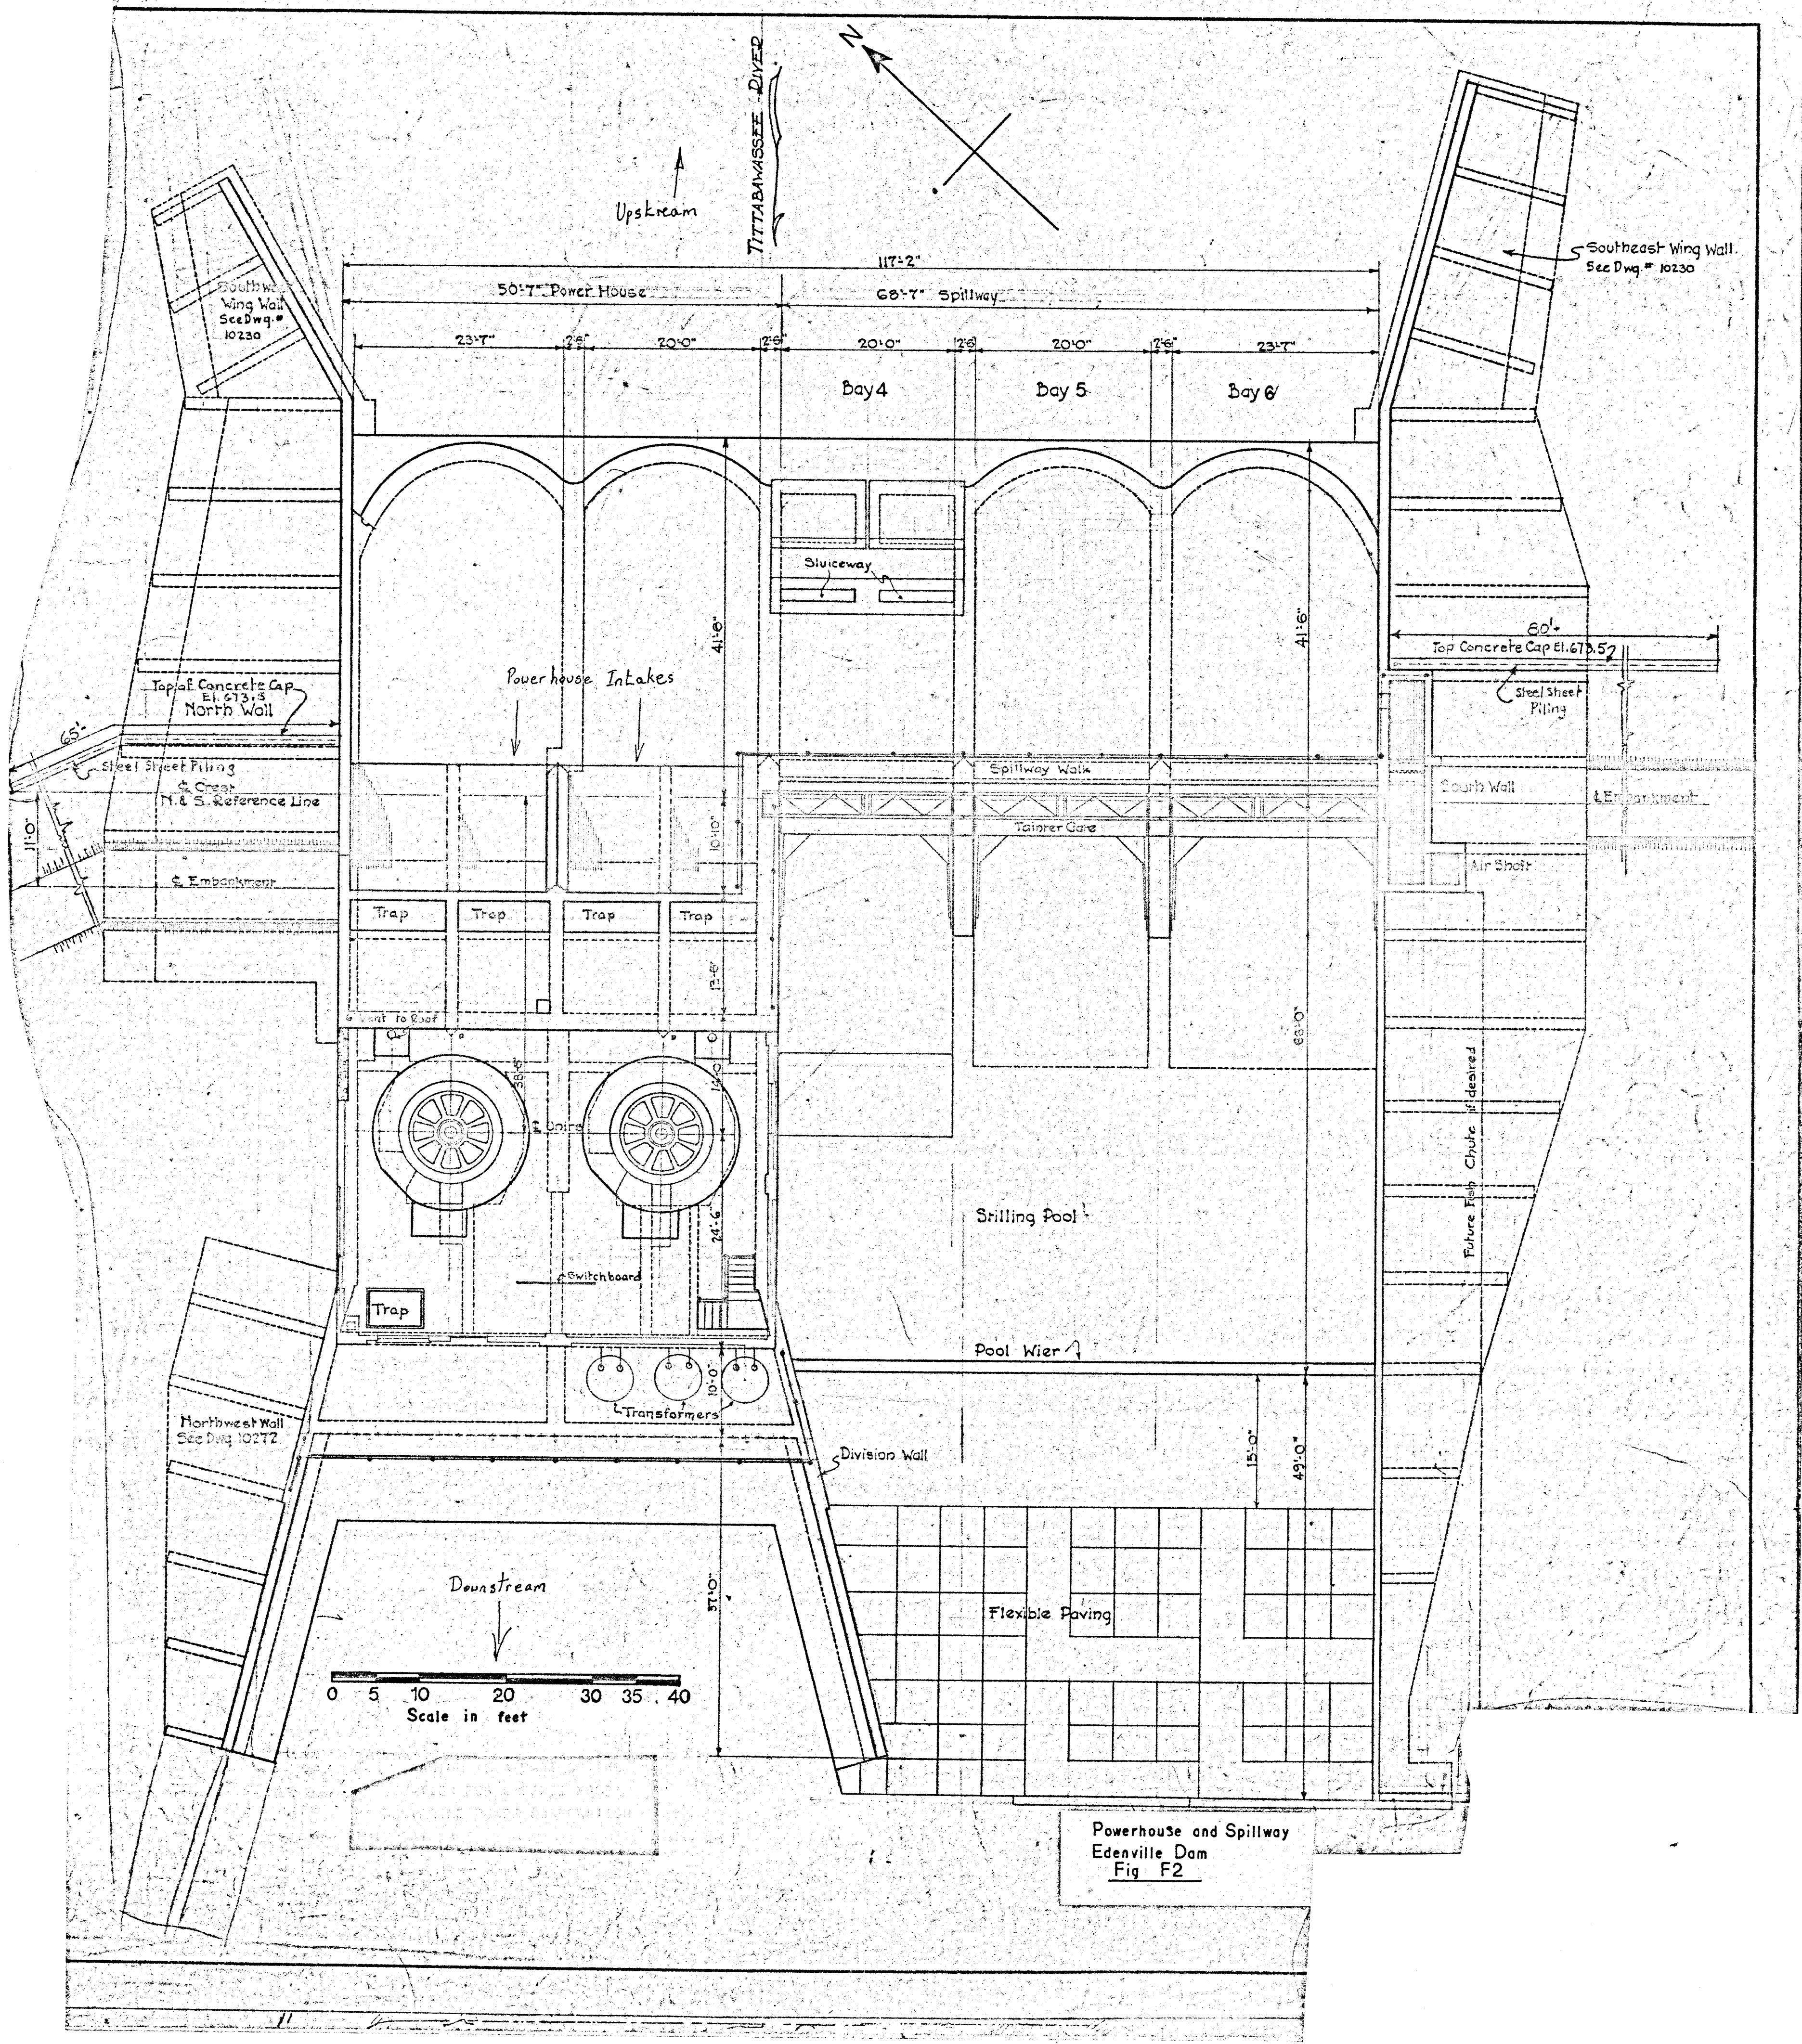 N
TITTABAWASSEE RIVER
Upstream
Southeast Wing Wall.
See Dwg.# 10230
Southwest
Wing Wall
See Dwg.#
10230
117'-2"
50'-7" Power House
68'-7" Spillway
23'-7"
2'6"
20'-0"
2'6"
20'-0"
2'6"
20'-0"
2'6"
23'-7"
Bay 4
Bay 5
Bay 6
Sluiceway
41'-6"
41'-6"
80'±
Top Concrete Cap El. 673.5
Steel Sheet
Piling
Powerhouse Intakes
Top of Concrete Cap
El. 673.5
North Wall
65'
Steel Sheet Piling
℄ Crest
N. & S. Reference Line
11'-0"
℄ Embankment
Spillway Walk
Tainter Gate
South Wall
℄ Embankment
Air Shaft
10'-10"
Trap
Trap
Trap
Trap
13'-6"
Vent to Roof
38'-6"
14'-0"
66'-0"
℄ Units
Future Fish Chute if desired
24'-6"
Stilling Pool
Switchboard
Trap
Pool Wier
10'-0"
Transformers
Northwest Wall
See Dwg. 10272
Division Wall
15'-0"
49'-0"
Downstream
37'-0"
Flexible Paving
0 5 10 20 30 35 40
Scale in feet
Powerhouse and Spillway
Edenville Dam
Fig F2